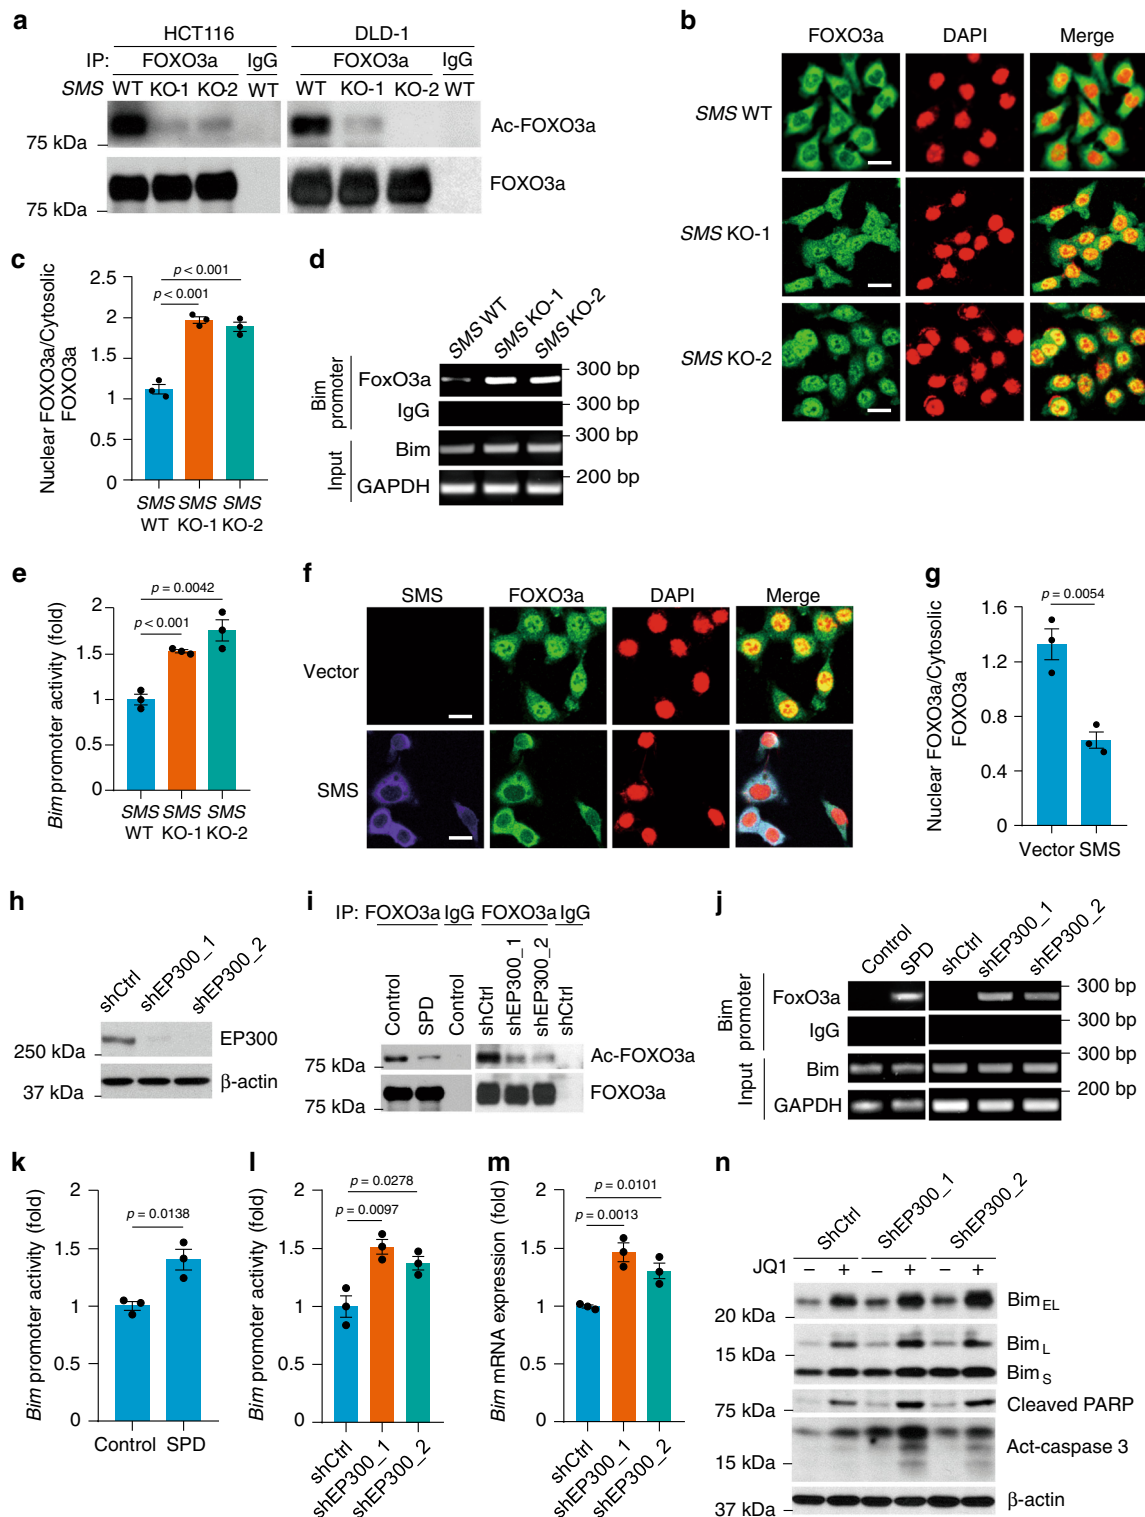 a
HCT116
DLD-1
IP:
FOXO3a
IgG
FOXO3a
IgG
SMS
WT
KO-1
KO-2
WT
WT
KO-1
KO-2
WT
75 kDa
Ac-FOXO3a
75 kDa
FOXO3a
b
FOXO3a
DAPI
Merge
SMS WT
SMS KO-1
SMS KO-2
c
Nuclear FOXO3a/Cytosolic
FOXO3a
2.5
2
1.5
1
0.5
0
p < 0.001
p < 0.001
SMS
WT
SMS
KO-1
SMS
KO-2
d
SMS WT
SMS KO-1
SMS KO-2
Bim
promoter
FoxO3a
300 bp
IgG
300 bp
Input
Bim
300 bp
GAPDH
200 bp
e
Bim promoter activity (fold)
2
1.5
1
0.5
0
p = 0.0042
p < 0.001
SMS
WT
SMS
KO-1
SMS
KO-2
f
SMS
FOXO3a
DAPI
Merge
Vector
SMS
g
Nuclear FOXO3a/Cytosolic
FOXO3a
1.6
1.2
0.8
0.4
0
p = 0.0054
Vector
SMS
h
shCtrl
shEP300_1
shEP300_2
250 kDa
EP300
37 kDa
β-actin
i
IP:
FOXO3a
IgG
FOXO3a
IgG
Control
SPD
Control
shCtrl
shEP300_1
shEP300_2
shCtrl
75 kDa
Ac-FOXO3a
75 kDa
FOXO3a
j
Control
SPD
shCtrl
shEP300_1
shEP300_2
Bim
promoter
FoxO3a
300 bp
IgG
300 bp
Input
Bim
300 bp
GAPDH
200 bp
k
Bim promoter activity (fold)
2
1.5
1
0.5
0
p = 0.0138
Control
SPD
l
Bim promoter activity (fold)
2
1.5
1
0.5
0
p = 0.0278
p = 0.0097
shCtrl
shEP300_1
shEP300_2
m
Bim mRNA expression (fold)
2
1.5
1
0.5
0
p = 0.0101
p = 0.0013
shCtrl
shEP300_1
shEP300_2
n
ShCtrl
ShEP300_1
ShEP300_2
JQ1
– + – + – +
20 kDa
BimEL
15 kDa
BimL
BimS
75 kDa
Cleaved PARP
Act-caspase 3
15 kDa
37 kDa
β-actin